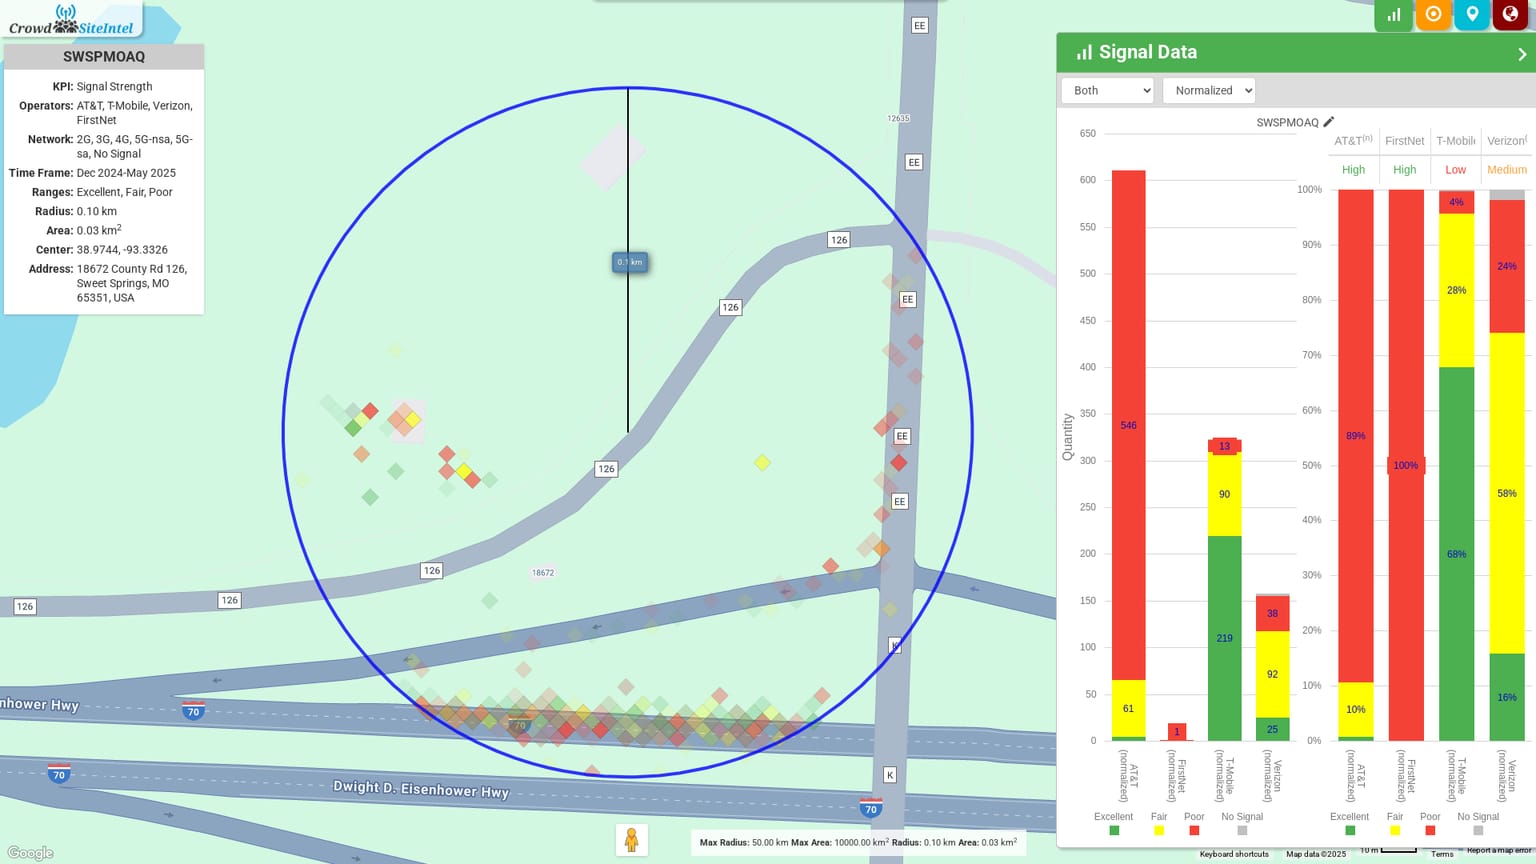 Crowd SiteIntel
SWSPMOAQ
KPI: Signal Strength
Operators: AT&T, T-Mobile, Verizon,
FirstNet
Network: 2G, 3G, 4G, 5G-nsa, 5G-
sa, No Signal
Time Frame: Dec 2024-May 2025
Ranges: Excellent, Fair, Poor
Radius: 0.10 km
Area: 0.03 km2
Center: 38.9744, -93.3326
Address: 18672 County Rd 126,
Sweet Springs, MO
65351, USA
EE
12635
EE
126
0.1 km
EE
126
EE
126
EE
126
18672
126
126
K
nhower Hwy
70
70
K
70
Dwight D. Eisenhower Hwy
70
Google
Max Radius: 50.00 km Max Area: 10000.00 km2 Radius: 0.10 km Area: 0.03 km2
Signal Data
Both
Normalized
SWSPMOAQ
AT&T(n) FirstNet T-Mobile Verizon(
High High Low Medium
650
600
550
500
450
400
350
300
250
200
150
100
50
0
Quantity
546
61
1
13
90
219
38
92
25
AT&T
(normalized)
FirstNet
(normalized)
T-Mobile
(normalized)
Verizon
(normalized)
Excellent Fair Poor No Signal
100%
90%
80%
70%
60%
50%
40%
30%
20%
10%
0%
89%
10%
100%
4%
28%
68%
24%
58%
16%
AT&T
(normalized)
FirstNet
(normalized)
T-Mobile
(normalized)
Verizon
(normalized)
Excellent Fair Poor No Signal
Keyboard shortcuts Map data ©2025 10 m Terms Report a map error